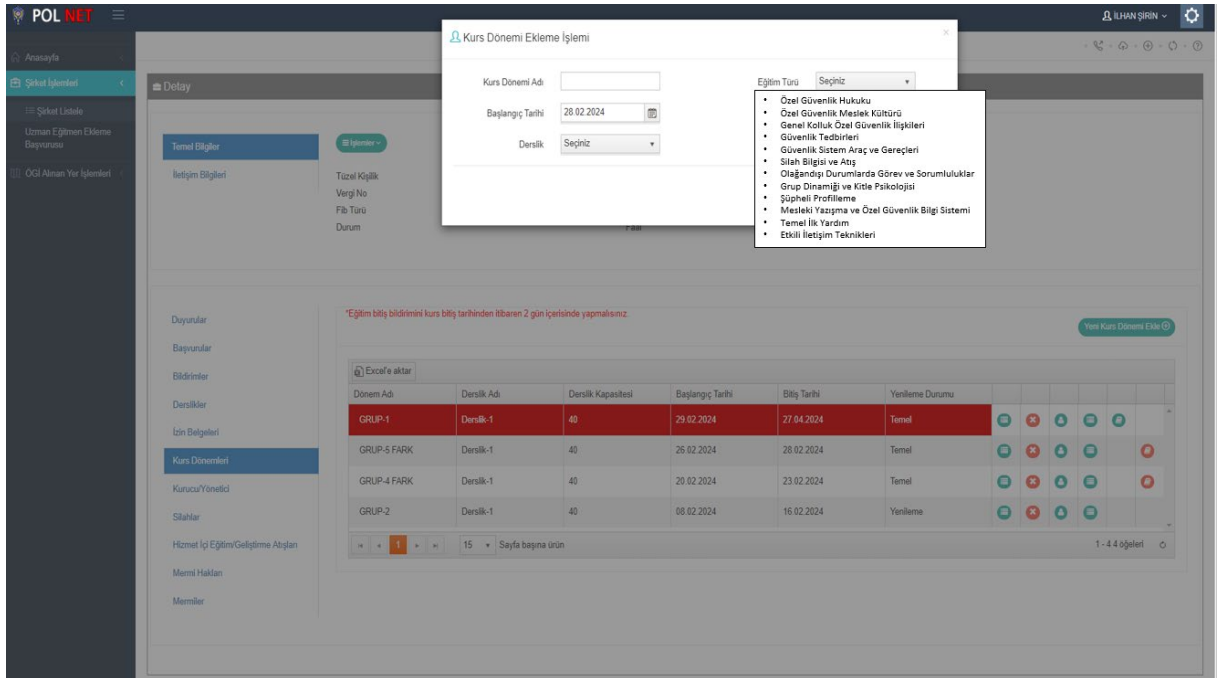 POL NET
İLHAN ŞİRİN
Anasayfa
Şirket İşlemleri
Şirket Listele
Uzman Eğitmen Ekleme
Başvurusu
ÖGİ Alınan Yer İşlemleri
Kurs Dönemi Ekleme İşlemi
Kurs Dönemi Adı
Eğitim Türü Seçiniz
Başlangıç Tarihi 28.02.2024
Derslik Seçiniz
• Özel Güvenlik Hukuku
• Özel Güvenlik Meslek Kültürü
• Genel Kolluk Özel Güvenlik İlişkileri
• Güvenlik Tedbirleri
• Güvenlik Sistem Araç ve Gereçleri
• Silah Bilgisi ve Atış
• Olağandışı Durumlarda Görev ve Sorumluluklar
• Grup Dinamiği ve Kitle Psikolojisi
• Şüpheli Profilleme
• Mesleki Yazışma ve Özel Güvenlik Bilgi Sistemi
• Temel İlk Yardım
• Etkili İletişim Teknikleri
Detay
Temel Bilgiler
İletişim Bilgileri
İşlemler
Tüzel Kişilik
Vergi No
Fib Türü
Durum
Faal
Duyurular
Başvurular
Bildirimler
Derslikler
İzin Belgeleri
Kurs Dönemleri
Kurucu/Yönetici
Silahlar
Hizmet İçi Eğitim/Geliştirme Atışları
Mermi Hakları
Mermiler
*Eğitim bitiş bildirimini kurs bitiş tarihinden itibaren 2 gün içerisinde yapmalısınız.
Yeni Kurs Dönemi Ekle
Excel'e aktar
Dönem Adı Derslik Adı Derslik Kapasitesi Başlangıç Tarihi Bitiş Tarihi Yenileme Durumu
GRUP-1 Derslik-1 40 29.02.2024 27.04.2024 Temel
GRUP-5 FARK Derslik-1 40 26.02.2024 28.02.2024 Temel
GRUP-4 FARK Derslik-1 40 20.02.2024 23.02.2024 Temel
GRUP-2 Derslik-1 40 08.02.2024 16.02.2024 Yenileme
1 15 Sayfa başına ürün
1 - 4 4 öğeleri